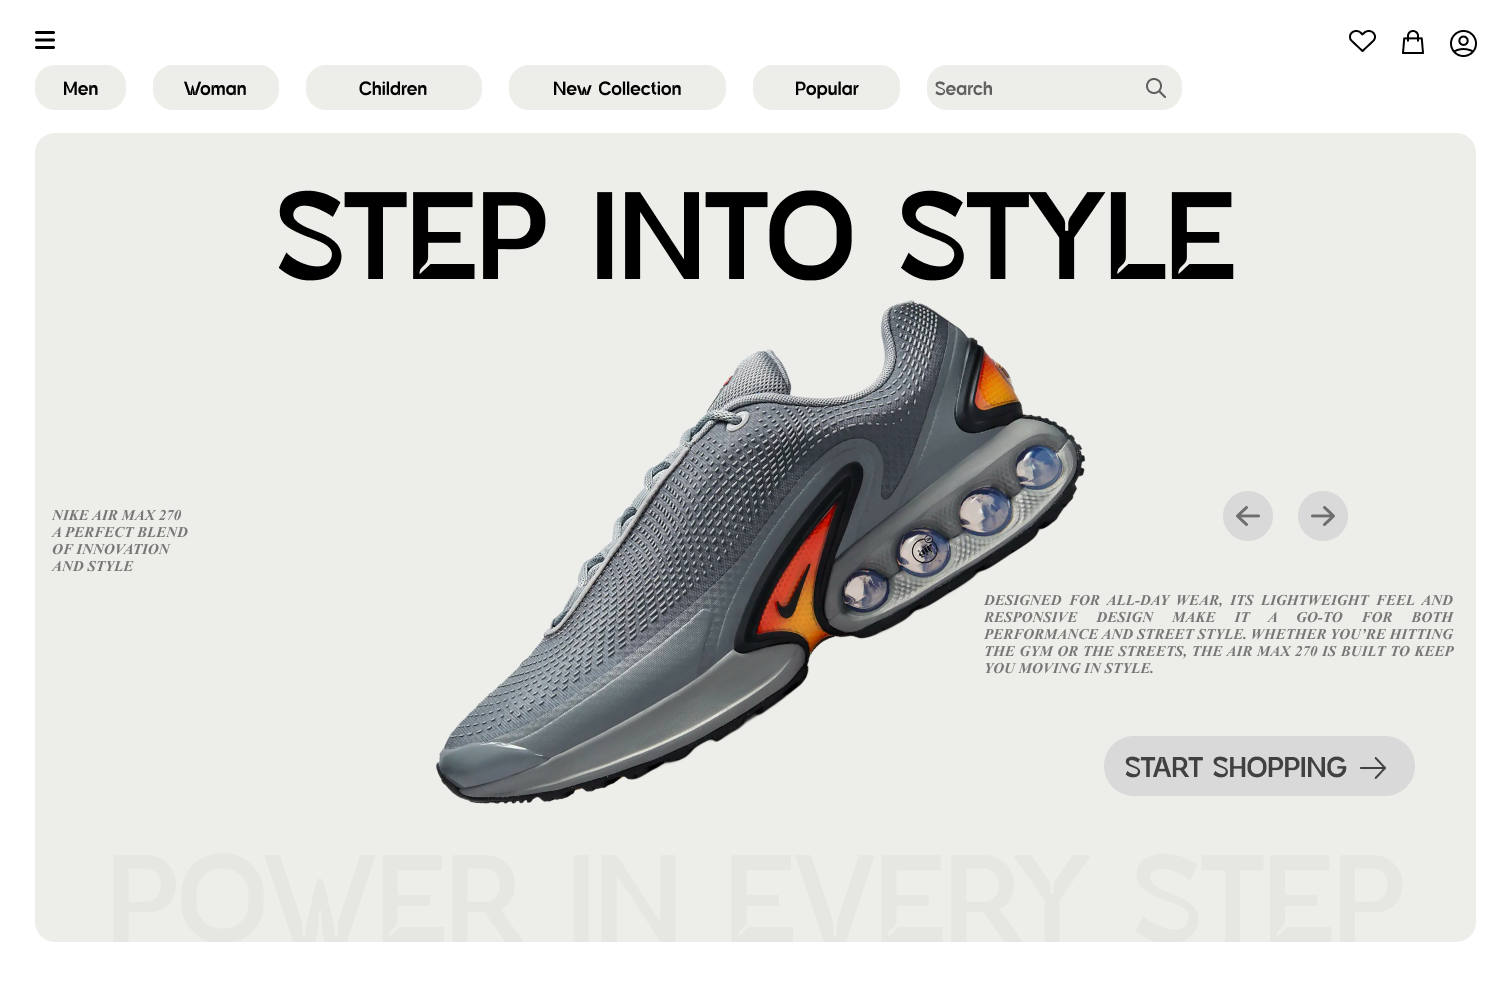 Men
Woman
Children
New Collection
Popular
Search
STEP INTO STYLE
NIKE AIR MAX 270
A PERFECT BLEND
OF INNOVATION
AND STYLE
DESIGNED FOR ALL-DAY WEAR, ITS LIGHTWEIGHT FEEL AND
RESPONSIVE DESIGN MAKE IT A GO-TO FOR BOTH
PERFORMANCE AND STREET STYLE. WHETHER YOU’RE HITTING
THE GYM OR THE STREETS, THE AIR MAX 270 IS BUILT TO KEEP
YOU MOVING IN STYLE.
START SHOPPING
POWER IN EVERY STEP